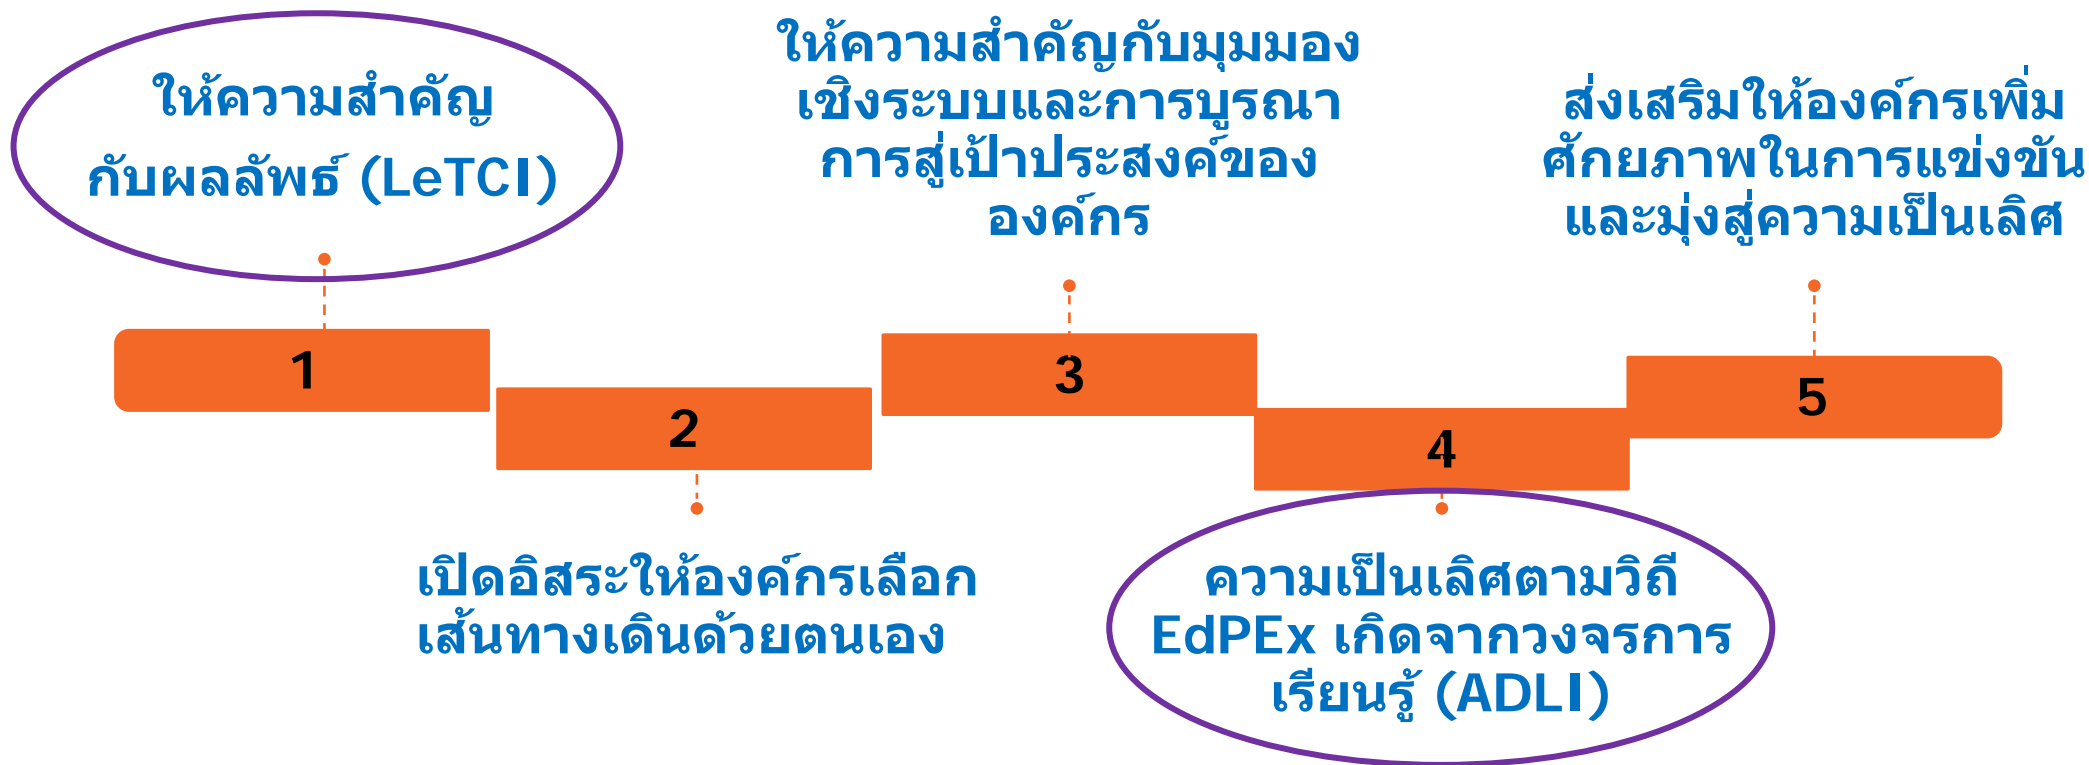 ให้ความสำคัญ
กับผลลัพธ์ (LeTCI)
1
เปิดอิสระให้องค์กรเลือก
เส้นทางเดินด้วยตนเอง
2
ให้ความสำคัญกับมุมมอง
เชิงระบบและการบูรณา
การสู่เป้าประสงค์ของ
องค์กร
3
ความเป็นเลิศตามวิถี
EdPEx เกิดจากวงจรการ
เรียนรู้ (ADLI)
4
ส่งเสริมให้องค์กรเพิ่ม
ศักยภาพในการแข่งขัน
และมุ่งสู่ความเป็นเลิศ
5